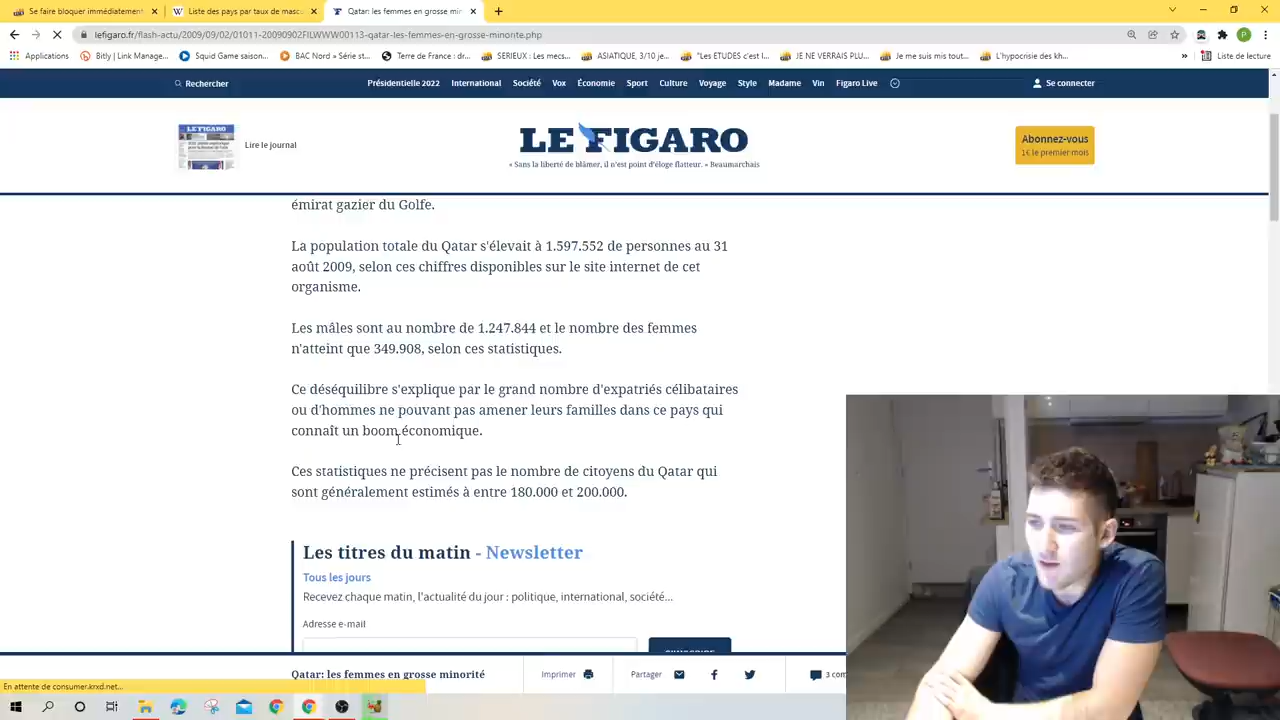 Se faire bloquer immédiatement
Liste des pays par taux de masc
Qatar: les femmes en grosse min
lefigaro.fr/flash-actu/2009/09/02/01011-20090902FILWWW00113-qatar-les-femmes-en-grosse-minorite.php
Applications
Bitly | Link Manage...
Squid Game saison...
BAC Nord » Série st...
Terre de France : dr...
SERIEUX : Les mecs...
ASIATIQUE, 3/10 je...
"Les ETUDES c'est l...
JE NE VERRAIS PLU...
Je me suis mis tout...
L'hypocrisie des kh...
»
Liste de lecture
Rechercher
Présidentielle 2022
International
Société
Vox
Économie
Sport
Culture
Voyage
Style
Madame
Vin
Figaro Live
Se connecter
Lire le journal
LE FIGARO
« Sans la liberté de blâmer, il n'est point d'éloge flatteur. » Beaumarchais
Abonnez-vous
1€ le premier mois
émirat gazier du Golfe.
La population totale du Qatar s'élevait à 1.597.552 de personnes au 31
août 2009, selon ces chiffres disponibles sur le site internet de cet
organisme.
Les mâles sont au nombre de 1.247.844 et le nombre des femmes
n'atteint que 349.908, selon ces statistiques.
Ce déséquilibre s'explique par le grand nombre d'expatriés célibataires
ou d'hommes ne pouvant pas amener leurs familles dans ce pays qui
connaît un boom économique.
Ces statistiques ne précisent pas le nombre de citoyens du Qatar qui
sont généralement estimés à entre 180.000 et 200.000.
Les titres du matin - Newsletter
Tous les jours
Recevez chaque matin, l'actualité du jour : politique, international, société...
Adresse e-mail
Qatar: les femmes en grosse minorité
Imprimer
Partager
3 com
En attente de consumer.krxd.net...